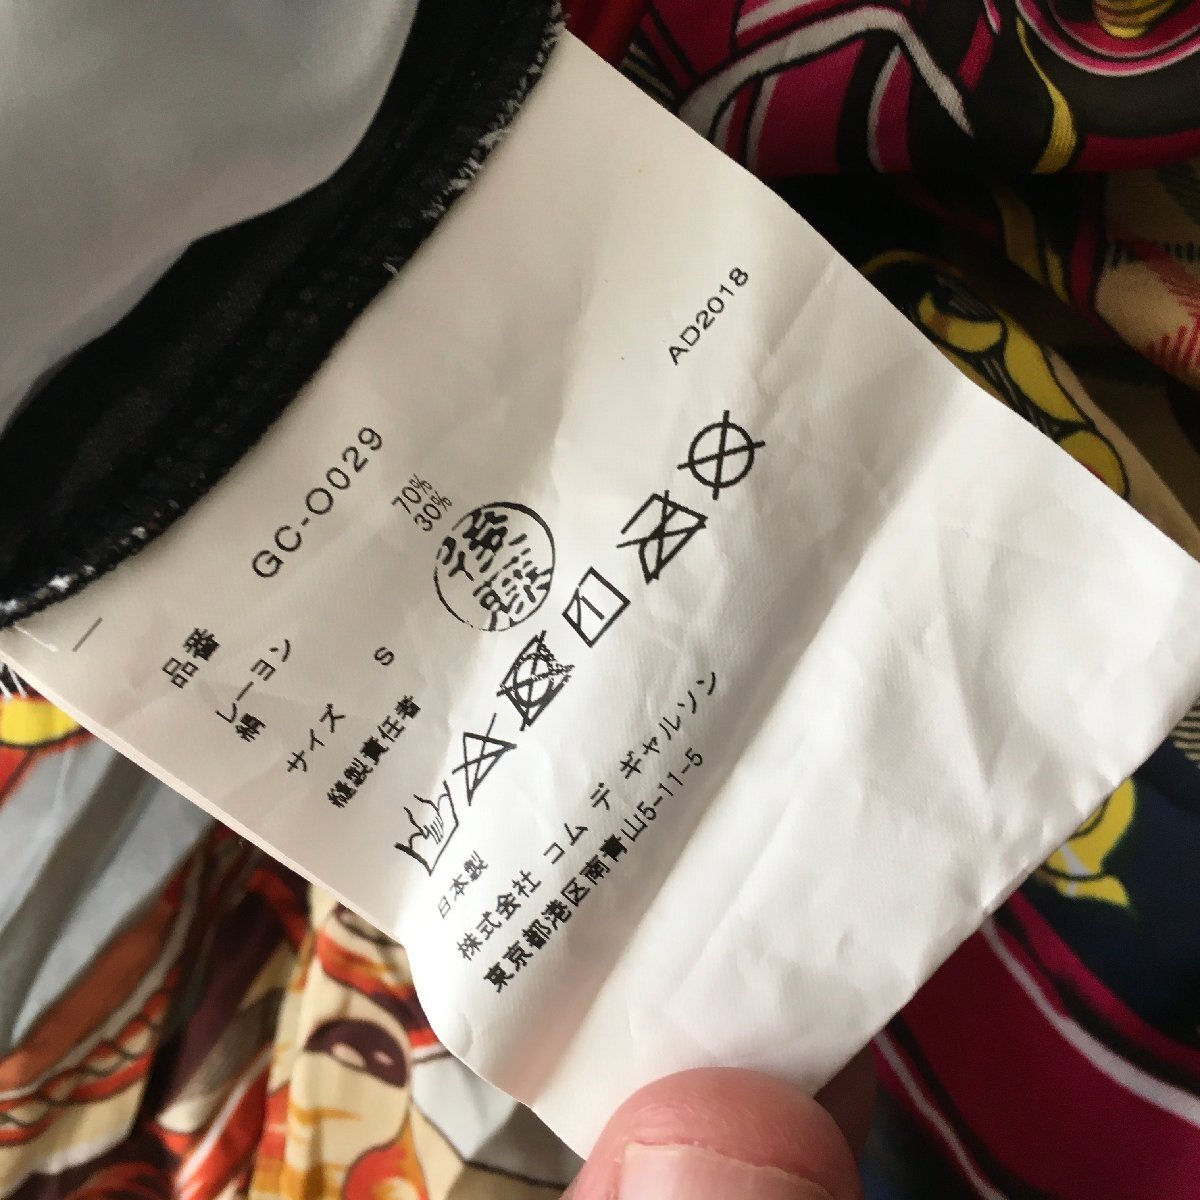 AD2018
品番 GC-O029
レーヨン 70%
絹 30%
サイズ S
縫製責任者 後藤
日本製
株式会社 コム デ ギャルソン
東京都港区南青山5-11-5